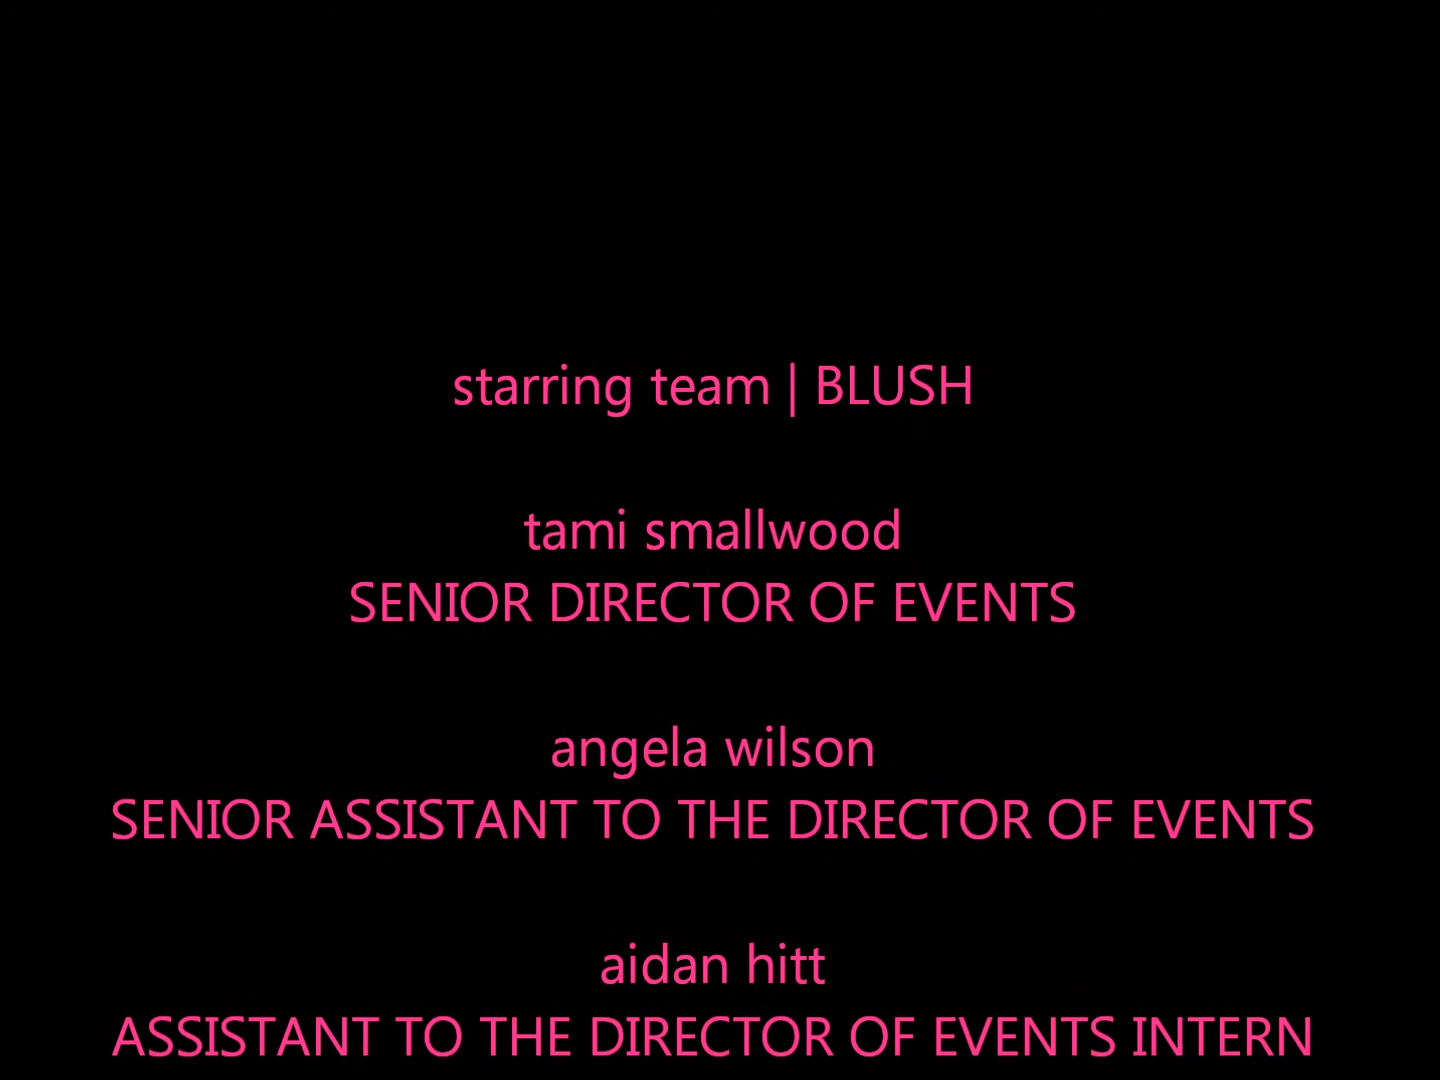 starring team | BLUSH
tami smallwood
SENIOR DIRECTOR OF EVENTS
angela wilson
SENIOR ASSISTANT TO THE DIRECTOR OF EVENTS
aidan hitt
ASSISTANT TO THE DIRECTOR OF EVENTS INTERN